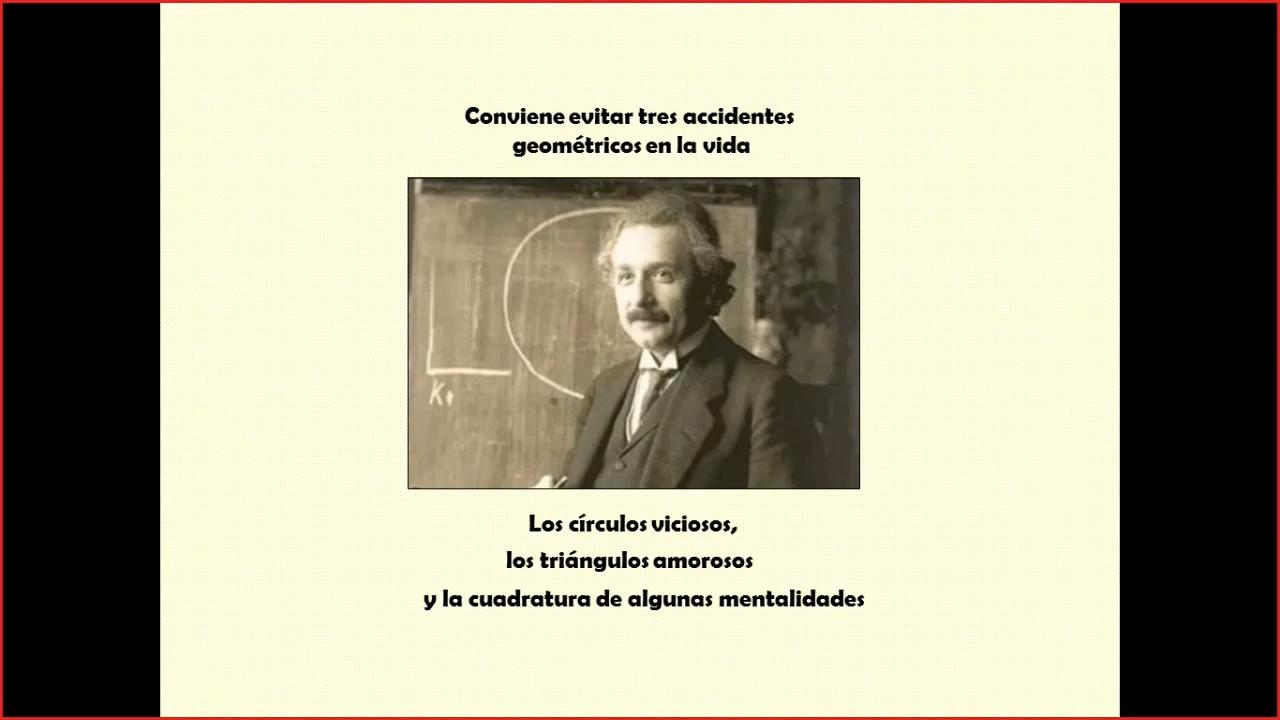 Conviene evitar tres accidentes
geométricos en la vida
K
Los círculos viciosos,
los triángulos amorosos
y la cuadratura de algunas mentalidades